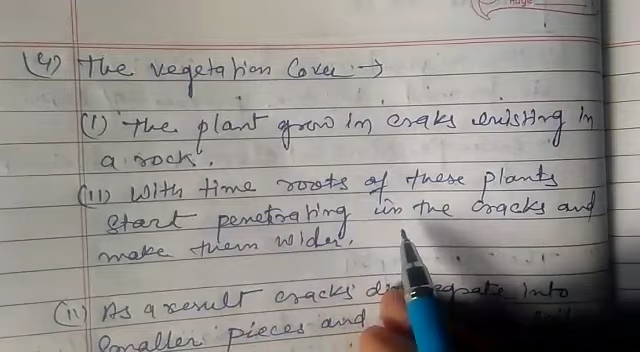 (4) The vegetation Cover :→
(i) The plant grow in craks existing in
a rock.
(ii) With time roots of these plants
start penetrating in the cracks and
make them wider.
(ii) As a result cracks into
smaller pieces and